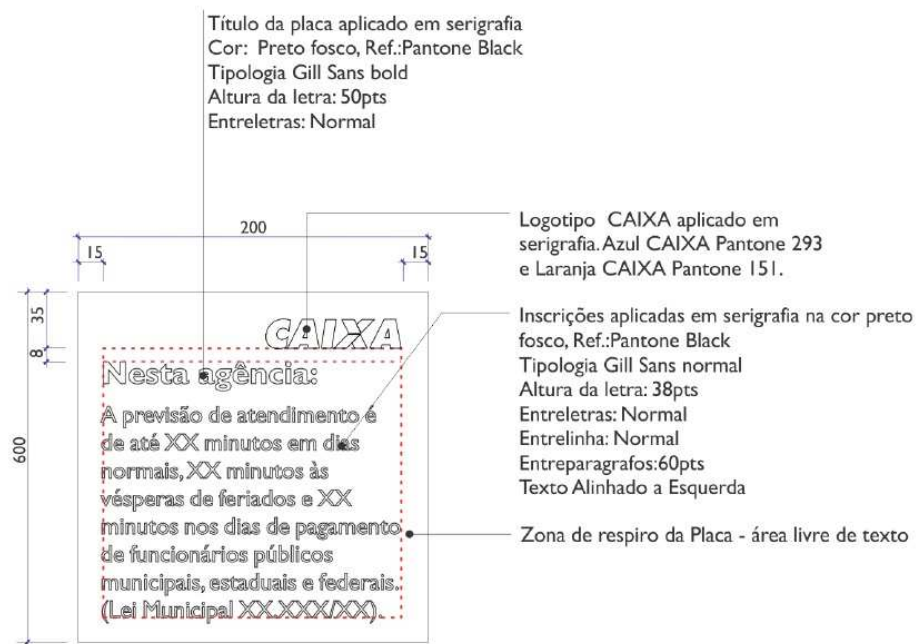 Título da placa aplicado em serigrafia
Cor: Preto fosco, Ref.:Pantone Black
Tipologia Gill Sans bold
Altura da letra: 50pts
Entreletras: Normal
200
15
15
Logotipo CAIXA aplicado em
serigrafia. Azul CAIXA Pantone 293
e Laranja CAIXA Pantone 151.
35
8
600
CAIXA
Nesta agência:
A previsão de atendimento é
de até XX minutos em dias
normais, XX minutos às
vésperas de feriados e XX
minutos nos dias de pagamento
de funcionários públicos
municipais, estaduais e federais.
(Lei Municipal XX.XXX/XX).
Inscrições aplicadas em serigrafia na cor preto
fosco, Ref.:Pantone Black
Tipologia Gill Sans normal
Altura da letra: 38pts
Entreletras: Normal
Entrelinha: Normal
Entreparagrafos:60pts
Texto Alinhado a Esquerda
Zona de respiro da Placa - área livre de texto